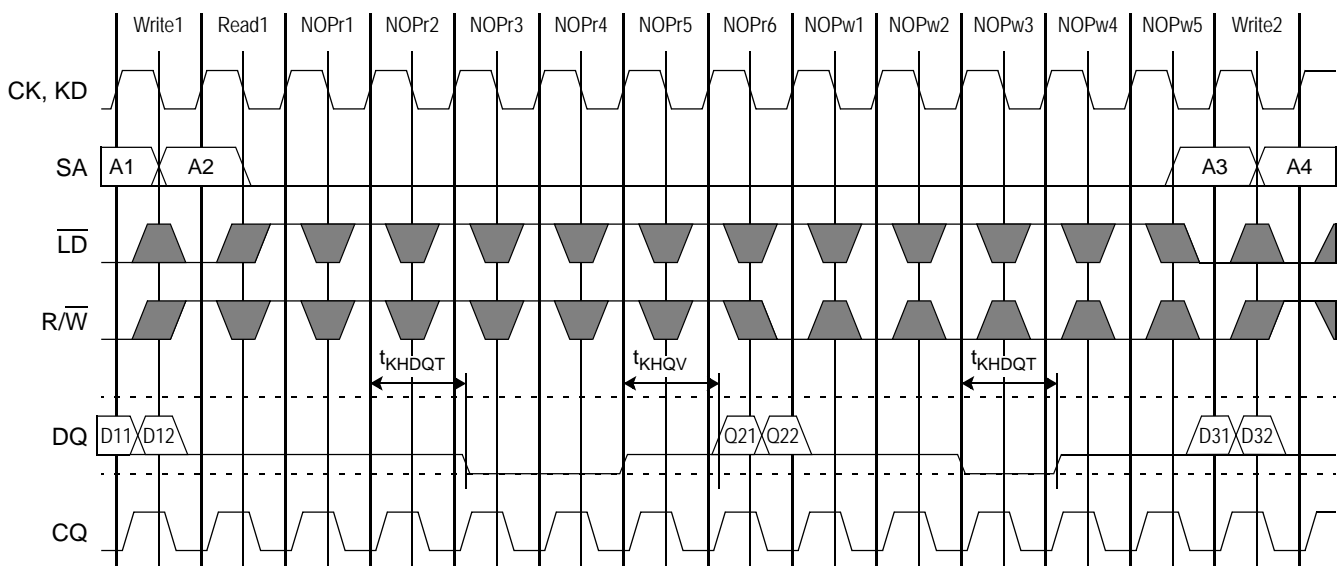 Write1 Read1 NOPr1 NOPr2 NOPr3 NOPr4 NOPr5 NOPr6 NOPw1 NOPw2 NOPw3 NOPw4 NOPw5 Write2
CK, KD
SA A1 A2 A3 A4
LD
R/W
tKHDQT tKHQV tKHDQT
DQ D11 D12 Q21 Q22 D31 D32
CQ